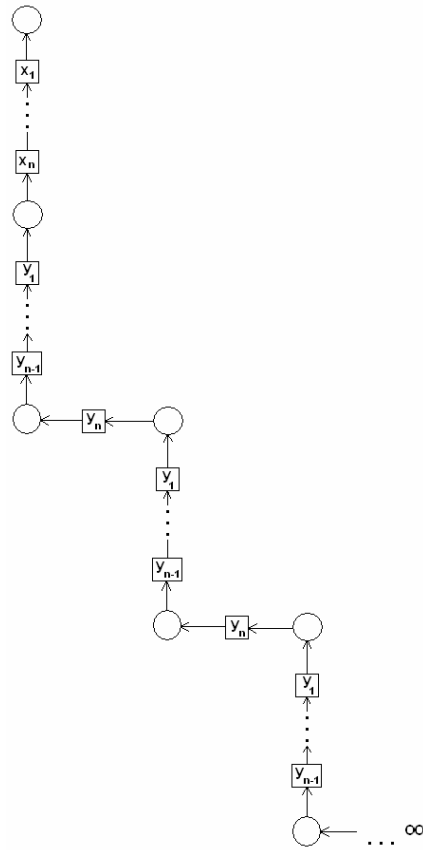 x₁
⋮
xₙ
y₁
⋮
yₙ₋₁
yₙ
y₁
⋮
yₙ₋₁
yₙ
y₁
⋮
yₙ₋₁
... ∞